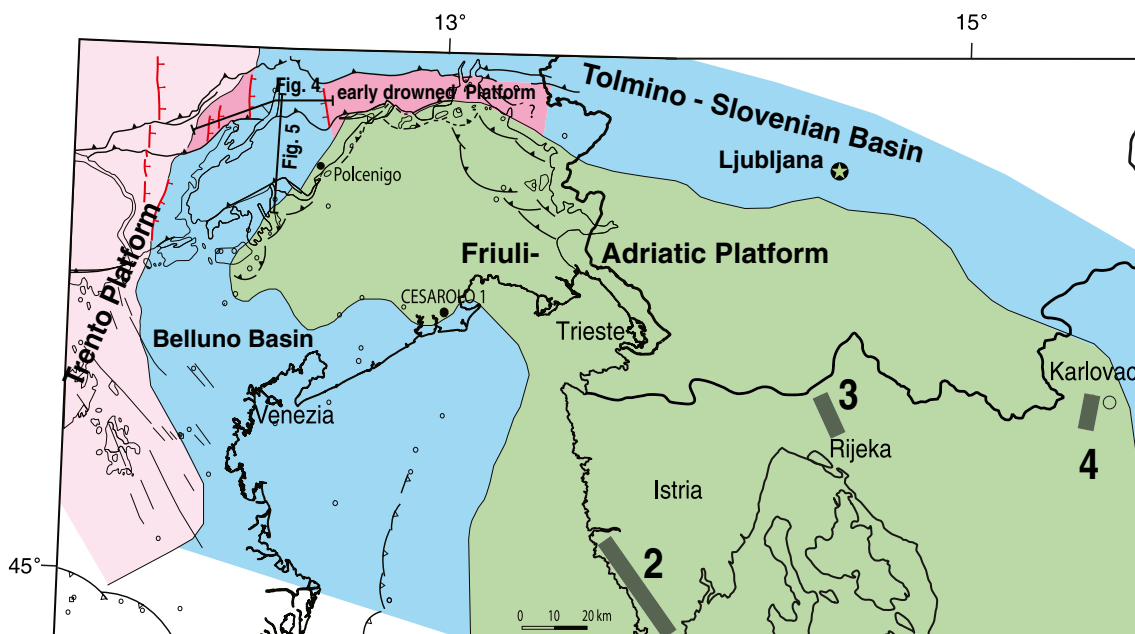 13°
15°
Tolmino - Slovenian Basin
Fig. 4
early drowned Platform
?
?
Fig. 5
Ljubljana
Polcenigo
Trento Platform
Friuli-
Adriatic Platform
CESAROLO 1
Trieste
Belluno Basin
Karlovac
3
Venezia
Rijeka
4
Istria
45°
2
0 10 20 km